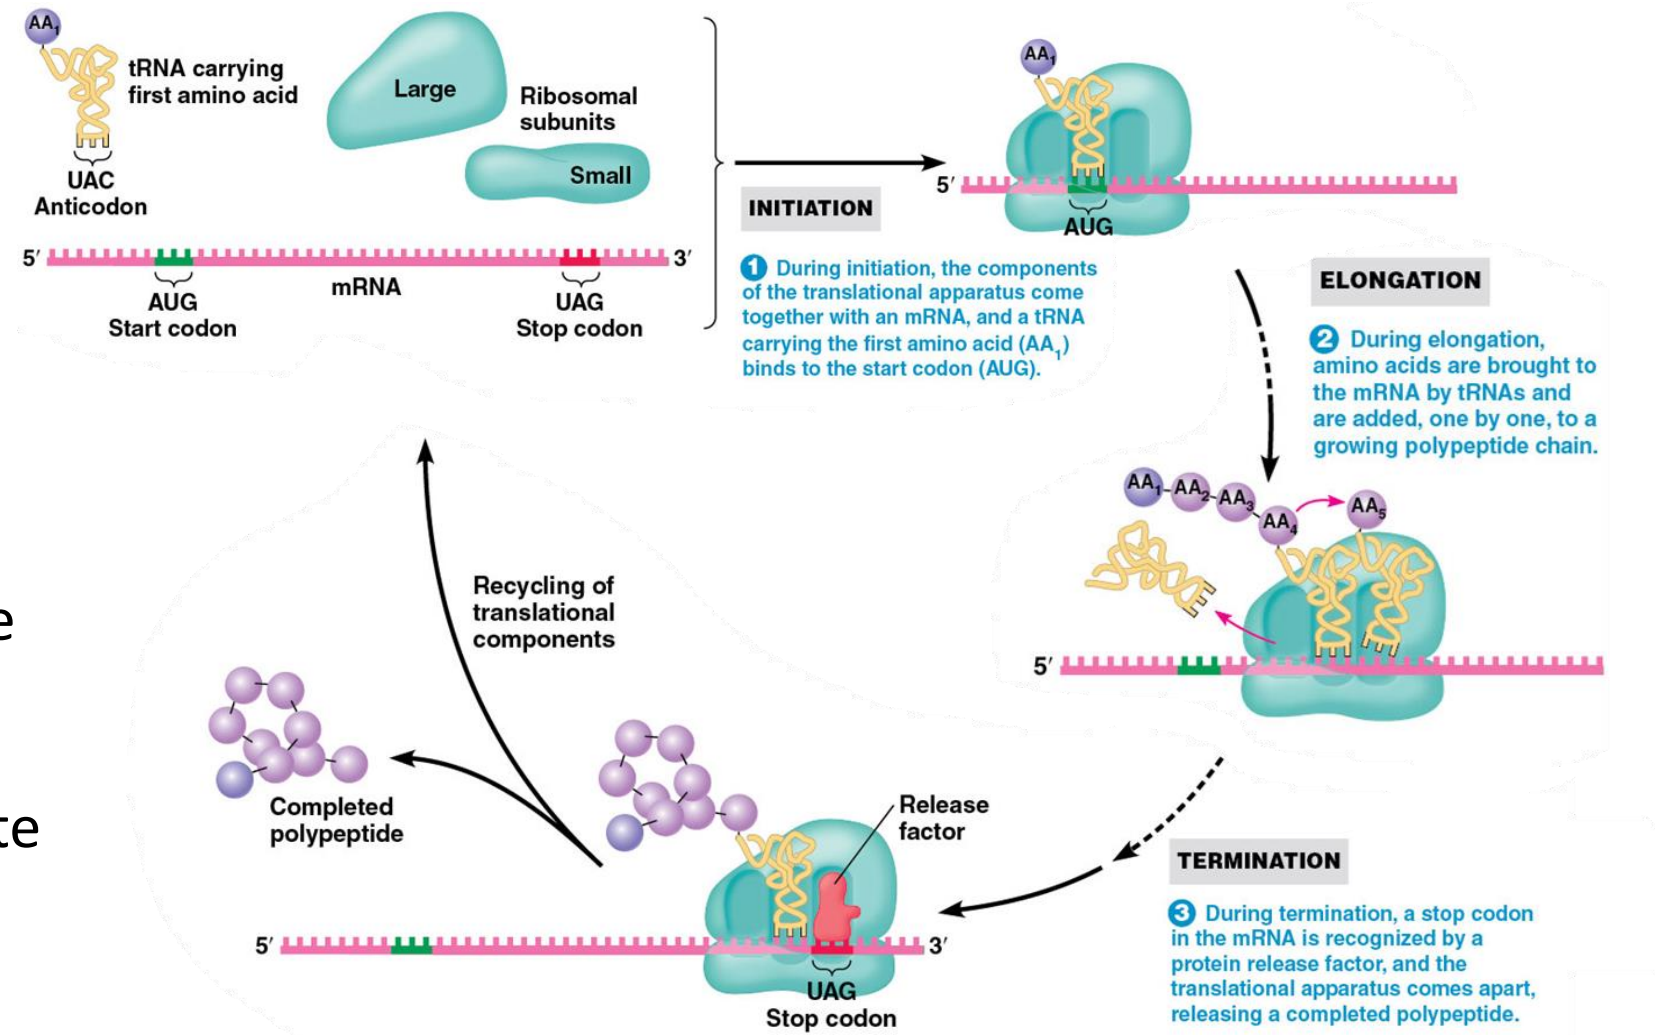 AA1
tRNA carrying
first amino acid
UAC
Anticodon
Large
Ribosomal
subunits
Small
5′
3′
AUG
Start codon
mRNA
UAG
Stop codon
INITIATION
1 During initiation, the components
of the translational apparatus come
together with an mRNA, and a tRNA
carrying the first amino acid (AA1)
binds to the start codon (AUG).
AA1
5′
AUG
ELONGATION
2 During elongation,
amino acids are brought to
the mRNA by tRNAs and
are added, one by one, to a
growing polypeptide chain.
AA1 AA2 AA3 AA4 AA5
5′
Recycling of
translational
components
e
te
Completed
polypeptide
Release
factor
5′
3′
UAG
Stop codon
TERMINATION
3 During termination, a stop codon
in the mRNA is recognized by a
protein release factor, and the
translational apparatus comes apart,
releasing a completed polypeptide.